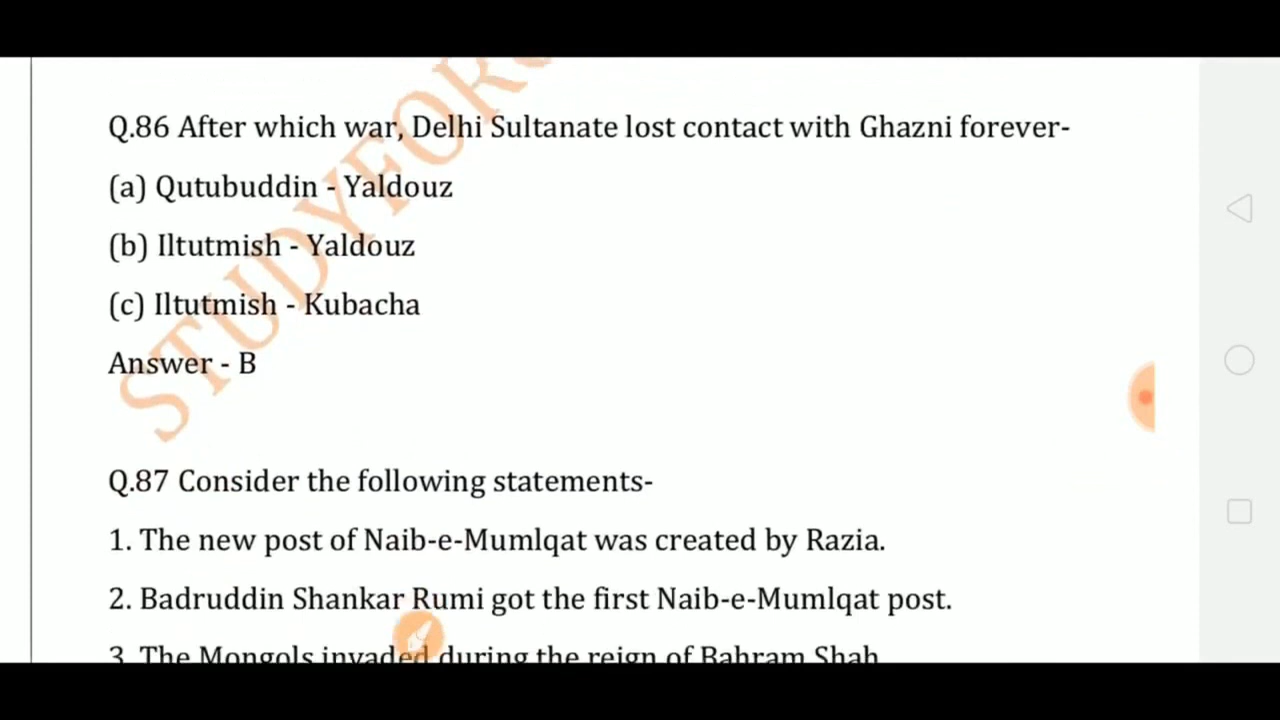 Q.86 After which war, Delhi Sultanate lost contact with Ghazni forever-
(a) Qutubuddin - Yaldouz
(b) Iltutmish - Yaldouz
(c) Iltutmish - Kubacha
Answer - B
Q.87 Consider the following statements-
1. The new post of Naib-e-Mumlqat was created by Razia.
2. Badruddin Shankar Rumi got the first Naib-e-Mumlqat post.
3. The Mongols invaded during the reign of Bahram Shah
STUDYFOR